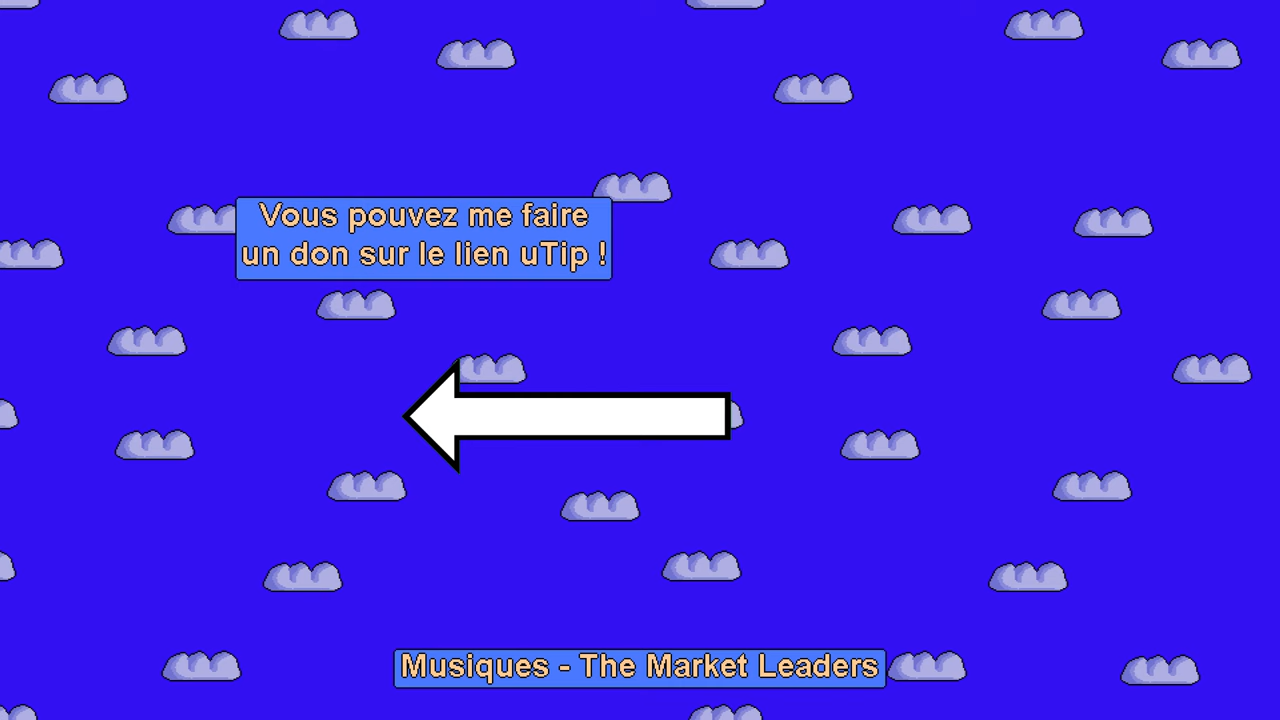 Vous pouvez me faire
un don sur le lien uTip !
Musiques - The Market Leaders